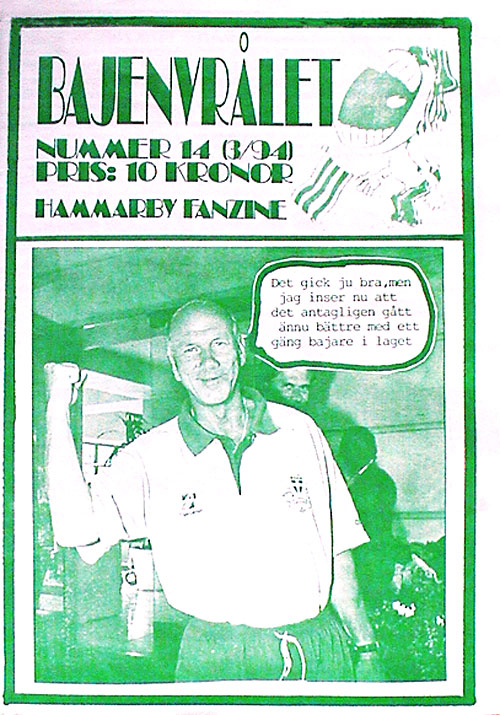 BAJENVRÅLET
NUMMER 14 (3/94)
PRIS: 10 KRONOR
HAMMARBY FANZINE
Det gick ju bra,men
jag inser nu att
det antagligen gått
ännu bättre med ett
gäng bajare i laget